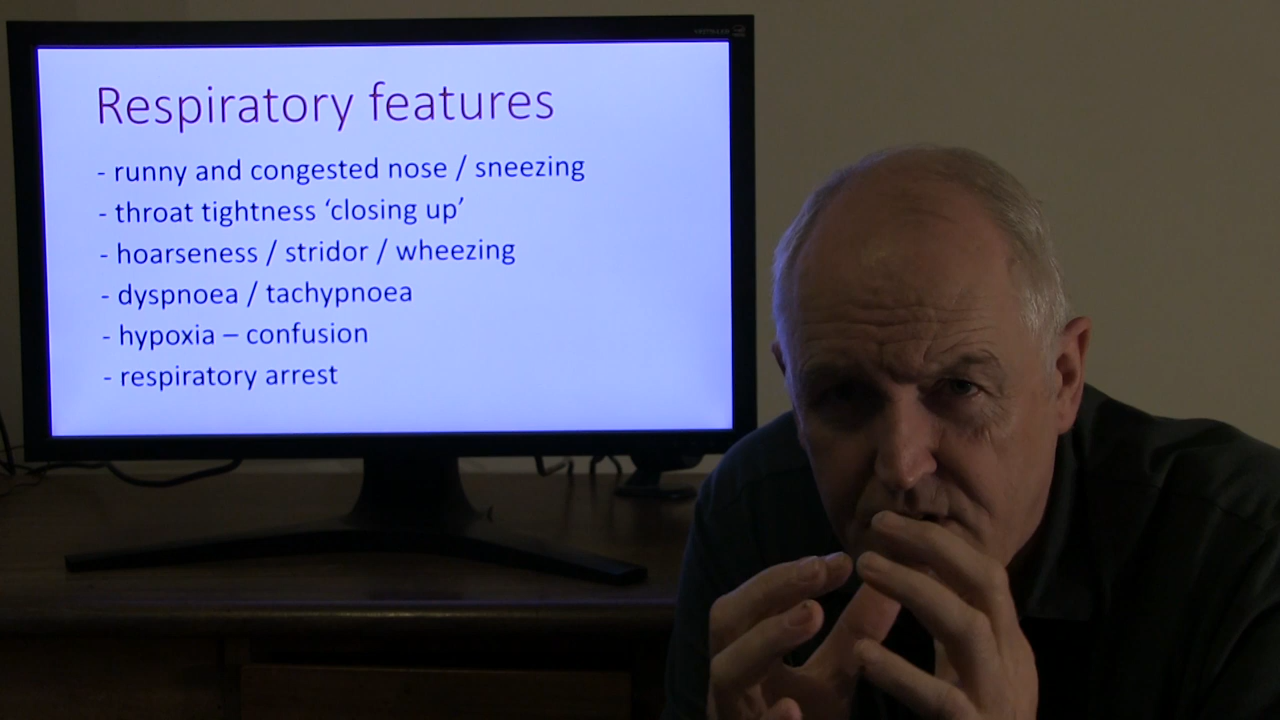 Respiratory features
- runny and congested nose / sneezing
- throat tightness ‘closing up’
- hoarseness / stridor / wheezing
- dyspnoea / tachypnoea
- hypoxia – confusion
- respiratory arrest